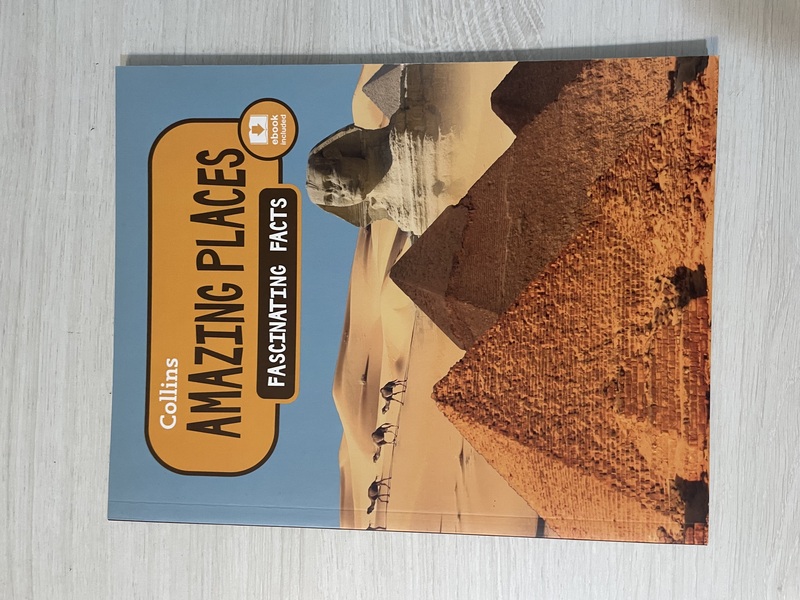 Collins
AMAZING PLACES
FASCINATING FACTS
ebook
included